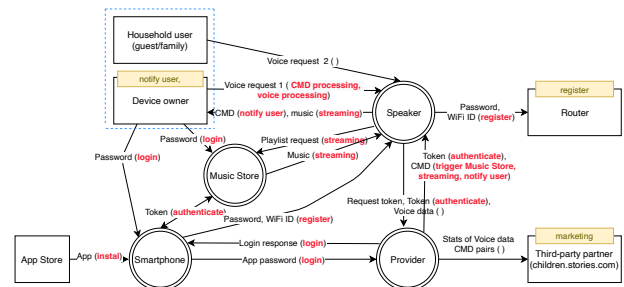 Household user
(guest/family)
Voice request  2 ( )
notify user,
Device owner
Voice request 1 ( CMD processing,
voice processing)
CMD (notify user), music (streaming)
Speaker
Password,
WiFi ID (register)
register
Router
Password (login)
Playlist request (streaming)
Music (streaming)
Password (login)
Music Store
Token (authenticate),
CMD (trigger Music Store,
streaming, notify user)
Token (authenticate)
Password, WiFi ID (register)
Request token, Token (authenticate),
Voice data ( )
App Store
App (instal)
Smartphone
Login response (login)
App password (login)
Provider
Stats of Voice data
CMD pairs ( )
marketing
Third-party partner
(children.stories.com)